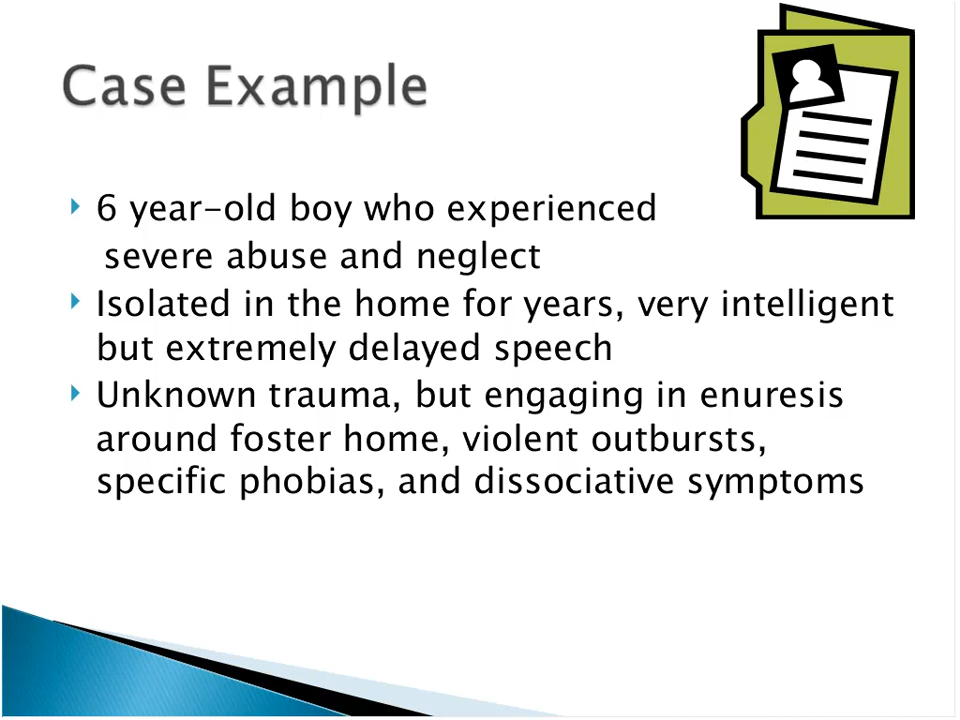 Case Example
6 year-old boy who experienced
severe abuse and neglect
Isolated in the home for years, very intelligent
but extremely delayed speech
Unknown trauma, but engaging in enuresis
around foster home, violent outbursts,
specific phobias, and dissociative symptoms